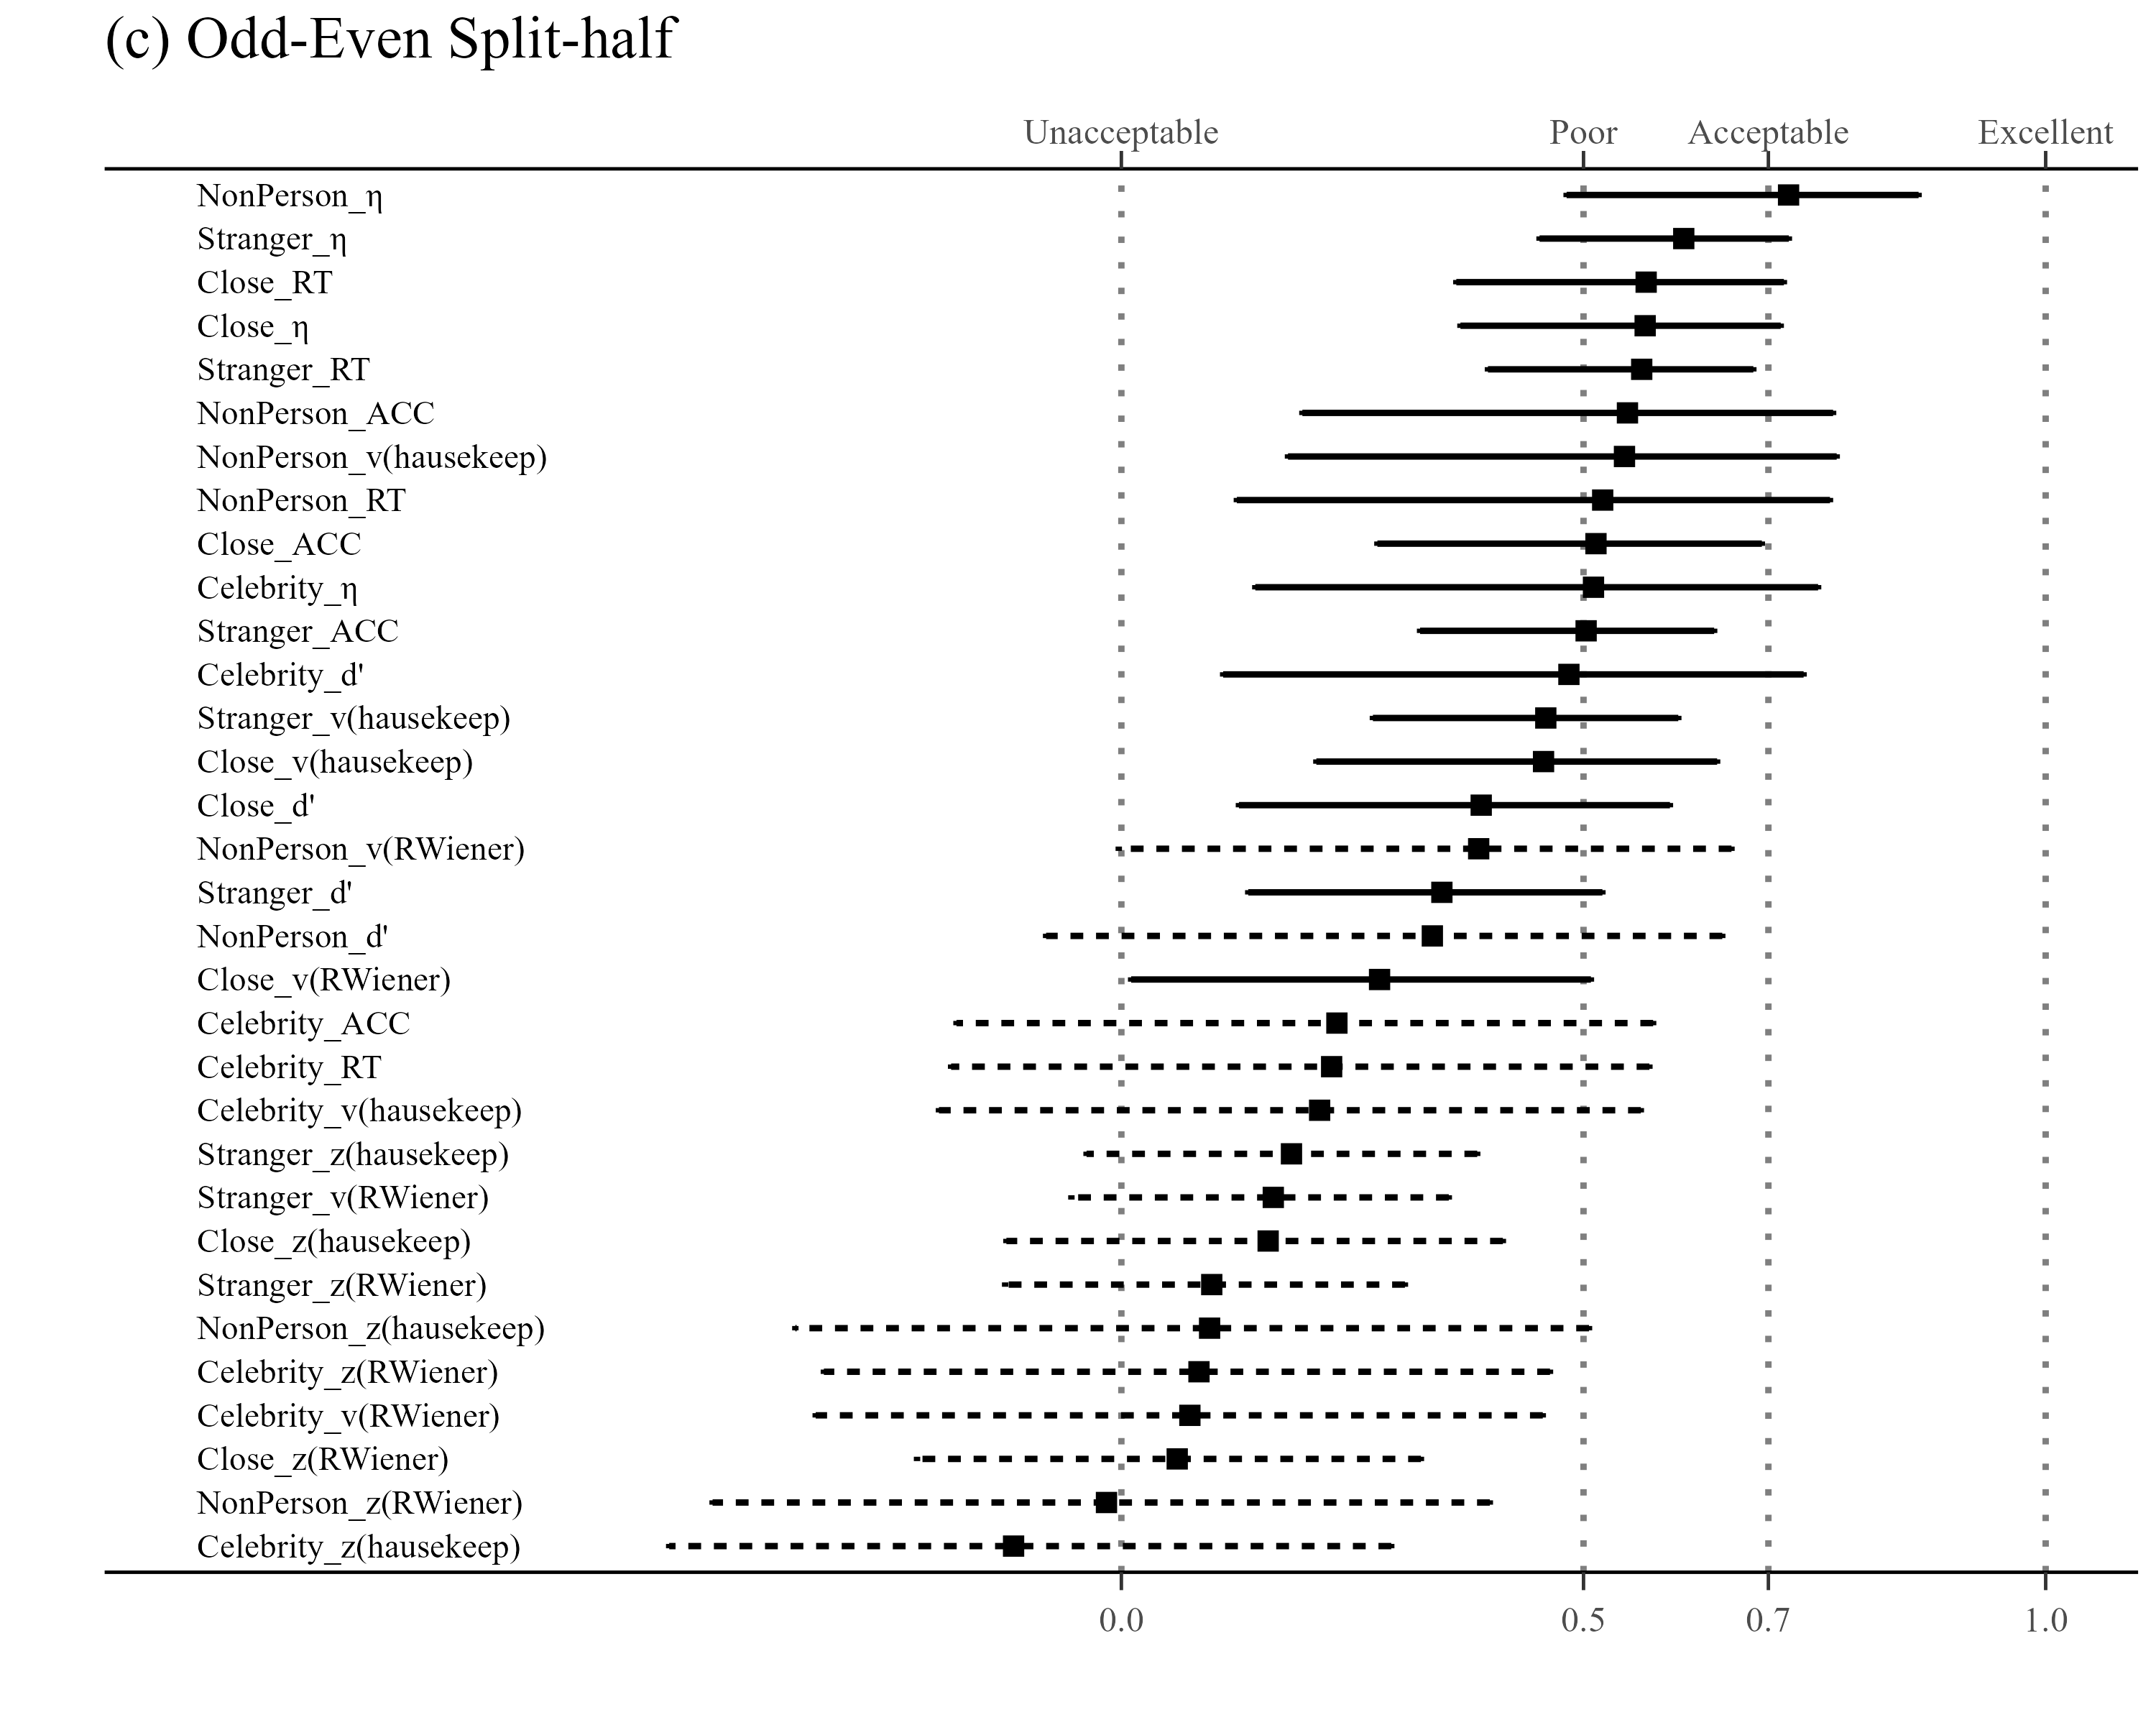 (c) Odd-Even Split-half
Unacceptable Poor Acceptable Excellent
NonPerson_η
Stranger_η
Close_RT
Close_η
Stranger_RT
NonPerson_ACC
NonPerson_v(hausekeep)
NonPerson_RT
Close_ACC
Celebrity_η
Stranger_ACC
Celebrity_d'
Stranger_v(hausekeep)
Close_v(hausekeep)
Close_d'
NonPerson_v(RWiener)
Stranger_d'
NonPerson_d'
Close_v(RWiener)
Celebrity_ACC
Celebrity_RT
Celebrity_v(hausekeep)
Stranger_z(hausekeep)
Stranger_v(RWiener)
Close_z(hausekeep)
Stranger_z(RWiener)
NonPerson_z(hausekeep)
Celebrity_z(RWiener)
Celebrity_v(RWiener)
Close_z(RWiener)
NonPerson_z(RWiener)
Celebrity_z(hausekeep)
0.0 0.5 0.7 1.0